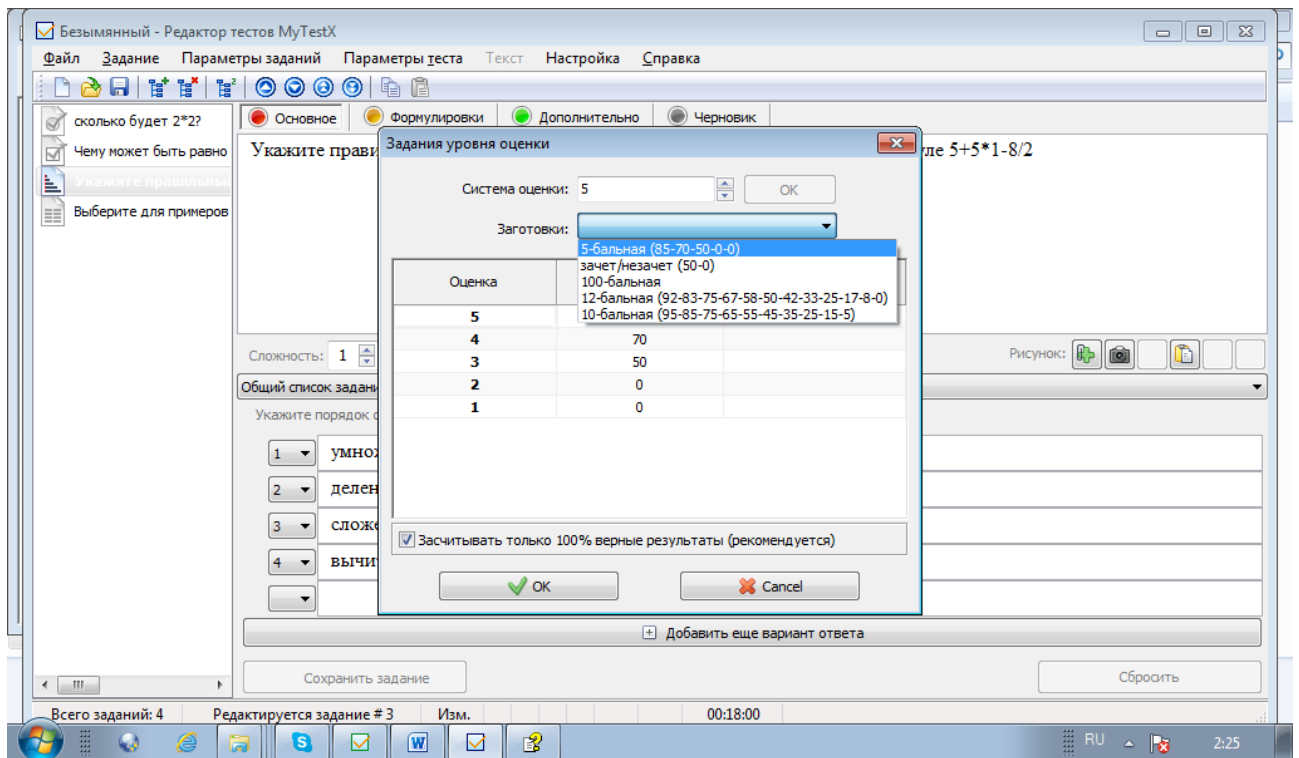 Безымянный - Редактор тестов MyTestX
Файл Задание Параметры заданий Параметры теста Текст Настройка Справка
Основное Формулировки Дополнительно Черновик
сколько будет 2*2?
Чему может быть равно
Укажите правильны
Выберите для примеров
Укажите прави
ле 5+5*1-8/2
Задания уровня оценки
Система оценки: 5 OK
Заготовки:
5-бальная (85-70-50-0-0)
зачет/незачет (50-0)
100-бальная
12-бальная (92-83-75-67-58-50-42-33-25-17-8-0)
10-бальная (95-85-75-65-55-45-35-25-15-5)
Оценка
5
4 70
3 50
2 0
1 0
Засчитывать только 100% верные результаты (рекомендуется)
OK Cancel
Сложность: 1
Рисунок:
Общий список задани
Укажите порядок
1 умно
2 делен
3 слож
4 вычи
Добавить еще вариант ответа
Сохранить задание Сбросить
Всего заданий: 4 Редактируется задание # 3 Изм. 00:18:00
RU 2:25